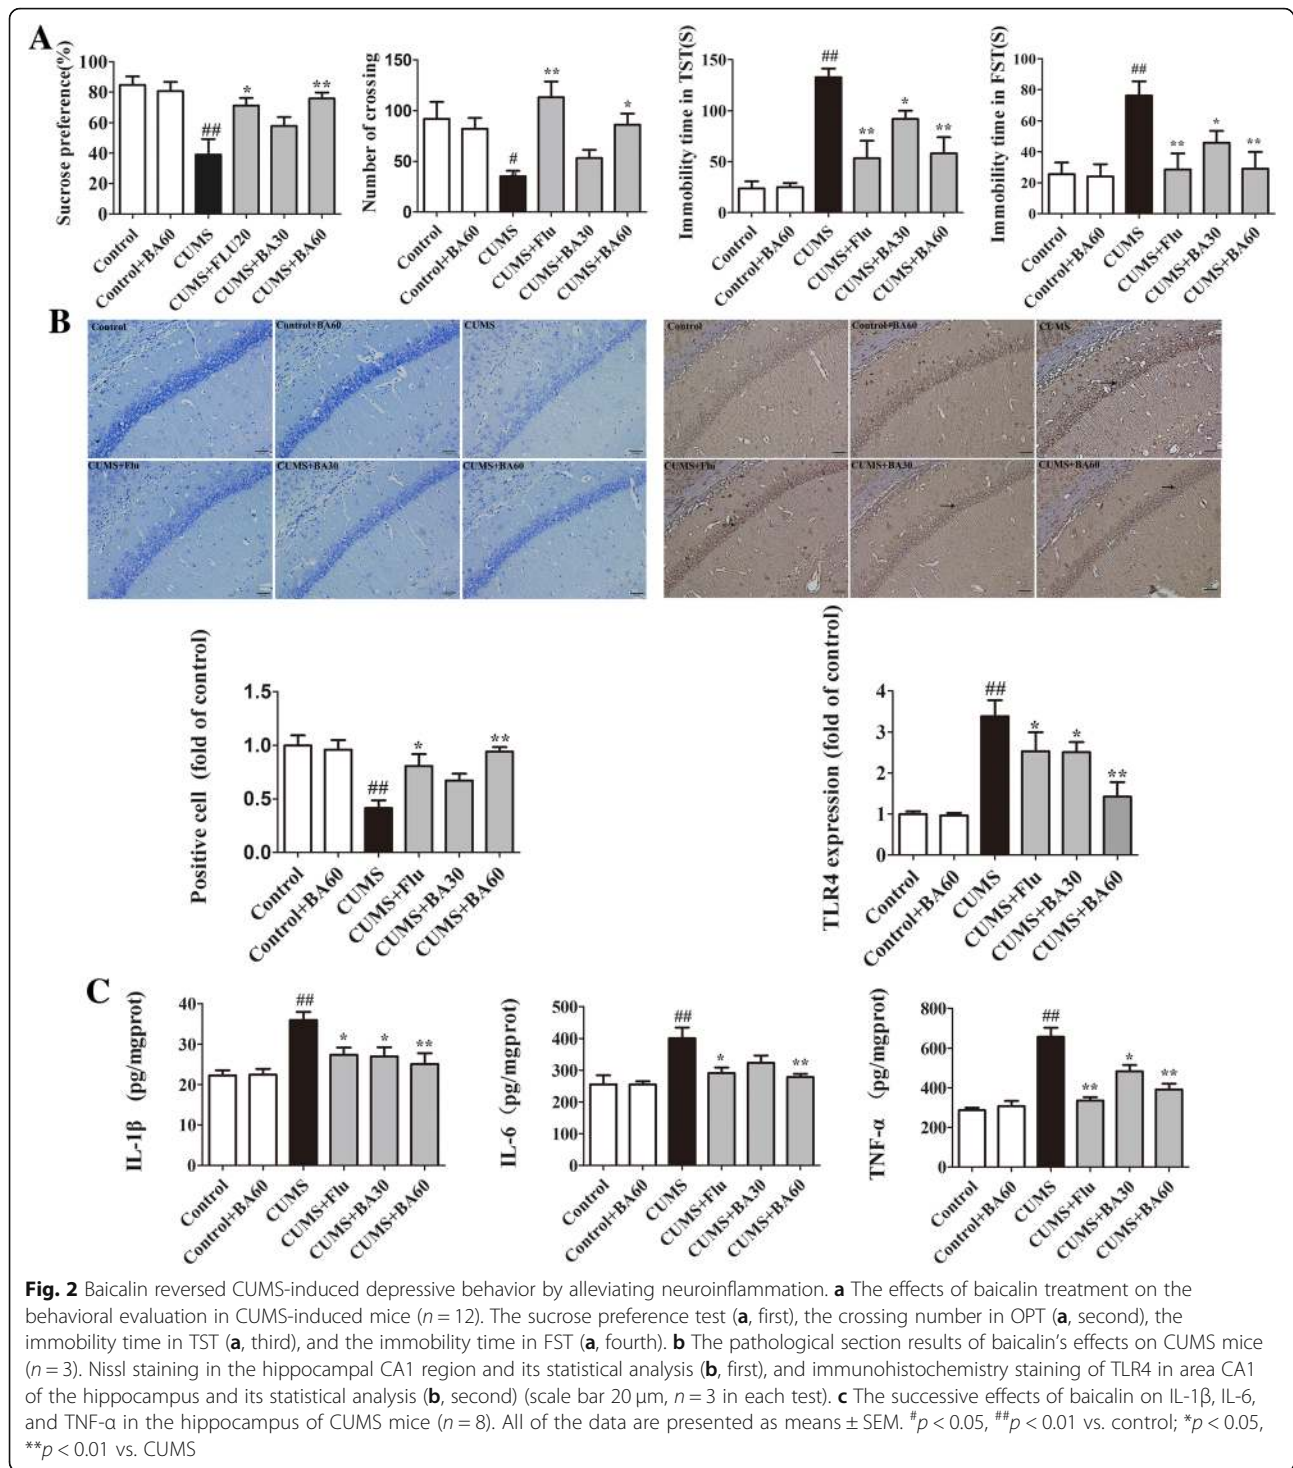 A
Sucrose preference(%)
100
80
60
40
20
0
##
*
**
Control
Control+BA60
CUMS
CUMS+FLU20
CUMS+BA30
CUMS+BA60
Number of crossing
150
100
50
0
#
**
*
Control
Control+BA60
CUMS
CUMS+Flu
CUMS+BA30
CUMS+BA60
Immobility time in TST(S)
150
100
50
0
##
**
*
**
Control
Control+BA60
CUMS
CUMS+Flu
CUMS+BA30
CUMS+BA60
Immobility time in FST(S)
100
80
60
40
20
0
##
**
*
**
Control
Control+BA60
CUMS
CUMS+Flu
CUMS+BA30
CUMS+BA60
B
Control
Control+BA60
CUMS
CUMS+Flu
CUMS+BA30
CUMS+BA60
Control
Control+BA60
CUMS
CUMS+Flu
CUMS+BA30
CUMS+BA60
Positive cell (fold of control)
1.5
1.0
0.5
0.0
##
*
**
Control
Control+BA60
CUMS
CUMS+Flu
CUMS+BA30
CUMS+BA60
TLR4 expression (fold of control)
4
3
2
1
0
##
*
*
**
Control
Control+BA60
CUMS
CUMS+Flu
CUMS+BA30
CUMS+BA60
C
IL-1β (pg/mgprot)
40
30
20
10
0
##
*
*
**
Control
Control+BA60
CUMS
CUMS+Flu
CUMS+BA30
CUMS+BA60
IL-6 (pg/mgprot)
500
400
300
200
100
0
##
*
**
Control
Control+BA60
CUMS
CUMS+Flu
CUMS+BA30
CUMS+BA60
TNF-α (pg/mgprot)
800
600
400
200
0
##
**
*
**
Control
Control+BA60
CUMS
CUMS+Flu
CUMS+BA30
CUMS+BA60
Fig. 2 Baicalin reversed CUMS-induced depressive behavior by alleviating neuroinflammation. a The effects of baicalin treatment on the
behavioral evaluation in CUMS-induced mice (n = 12). The sucrose preference test (a, first), the crossing number in OPT (a, second), the
immobility time in TST (a, third), and the immobility time in FST (a, fourth). b The pathological section results of baicalin's effects on CUMS mice
(n = 3). Nissl staining in the hippocampal CA1 region and its statistical analysis (b, first), and immunohistochemistry staining of TLR4 in area CA1
of the hippocampus and its statistical analysis (b, second) (scale bar 20 μm, n = 3 in each test). c The successive effects of baicalin on IL-1β, IL-6,
and TNF-α in the hippocampus of CUMS mice (n = 8). All of the data are presented as means ± SEM. #p < 0.05, ##p < 0.01 vs. control; *p < 0.05,
**p < 0.01 vs. CUMS